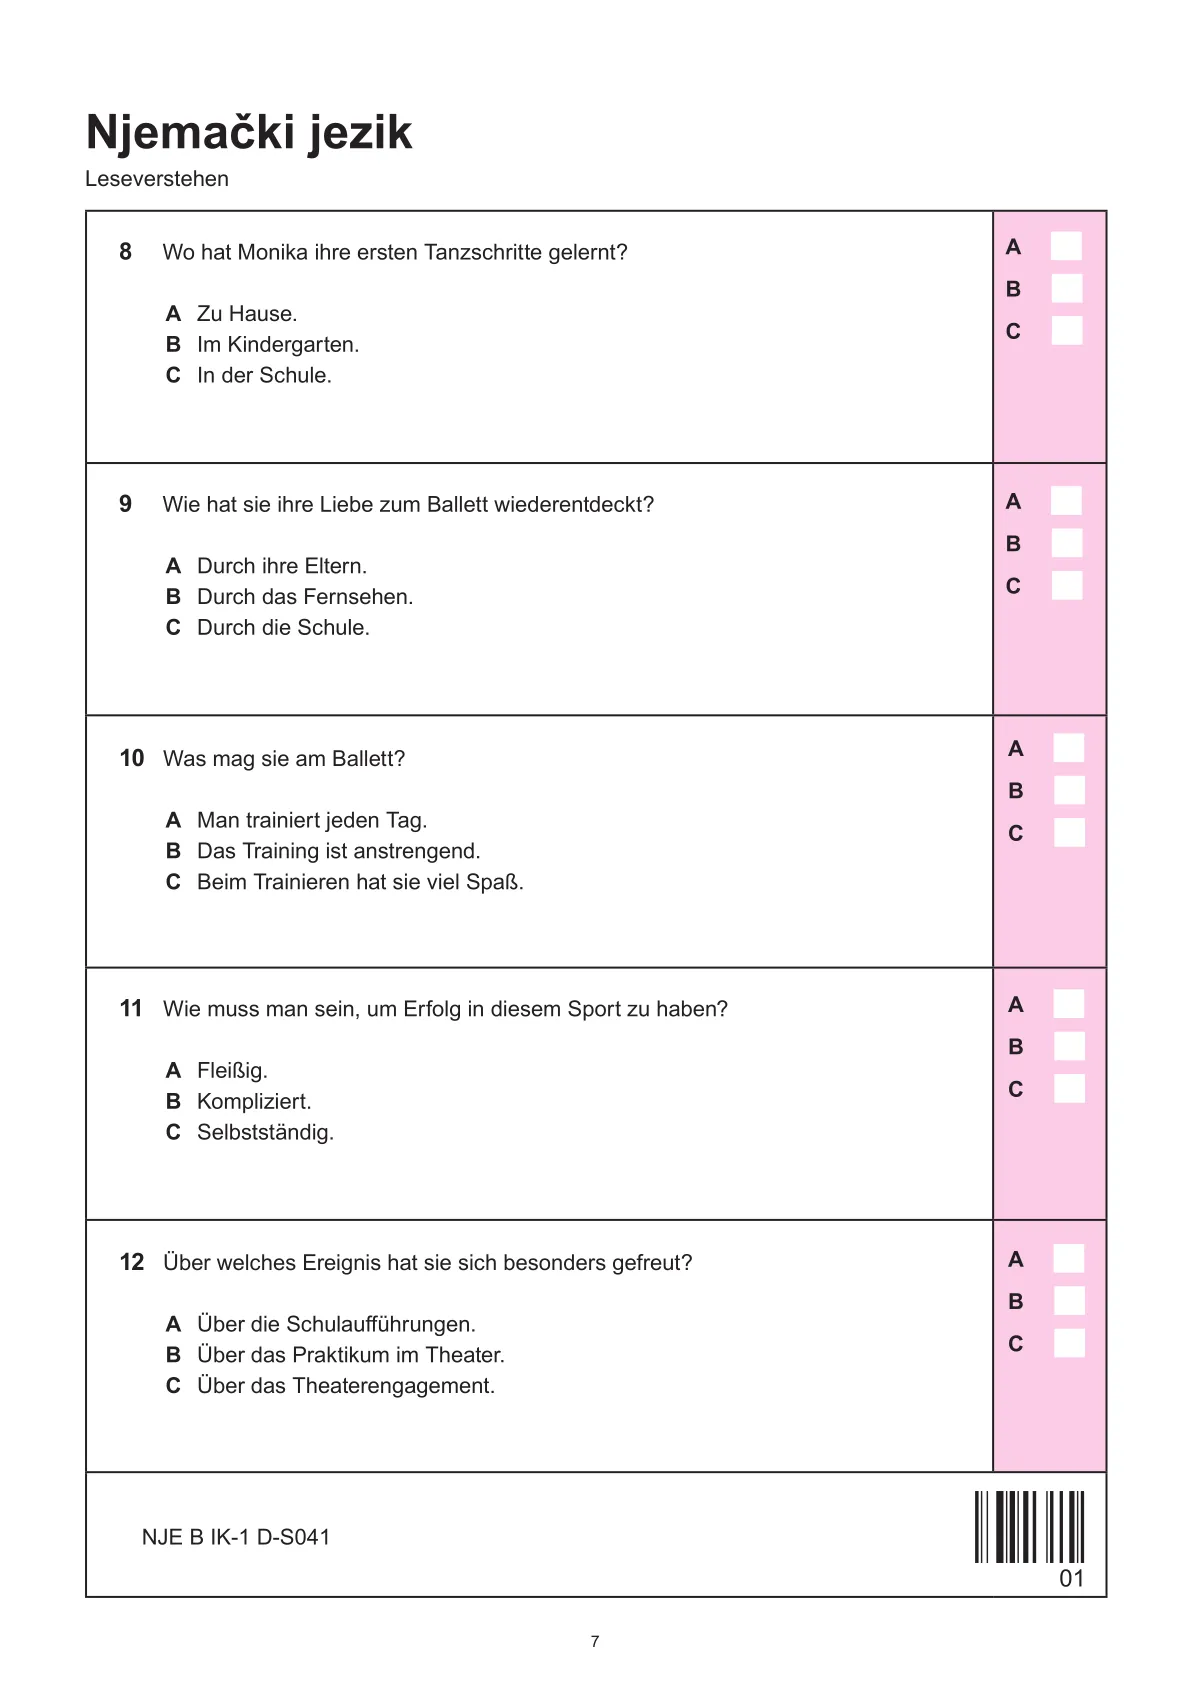 Njemački jezik
Leseverstehen
8 Wo hat Monika ihre ersten Tanzschritte gelernt?
A Zu Hause.
B Im Kindergarten.
C In der Schule.
A
B
C
9 Wie hat sie ihre Liebe zum Ballett wiederentdeckt?
A Durch ihre Eltern.
B Durch das Fernsehen.
C Durch die Schule.
A
B
C
10 Was mag sie am Ballett?
A Man trainiert jeden Tag.
B Das Training ist anstrengend.
C Beim Trainieren hat sie viel Spaß.
A
B
C
11 Wie muss man sein, um Erfolg in diesem Sport zu haben?
A Fleißig.
B Kompliziert.
C Selbstständig.
A
B
C
12 Über welches Ereignis hat sie sich besonders gefreut?
A Über die Schulaufführungen.
B Über das Praktikum im Theater.
C Über das Theaterengagement.
A
B
C
NJE B IK-1 D-S041
01
7